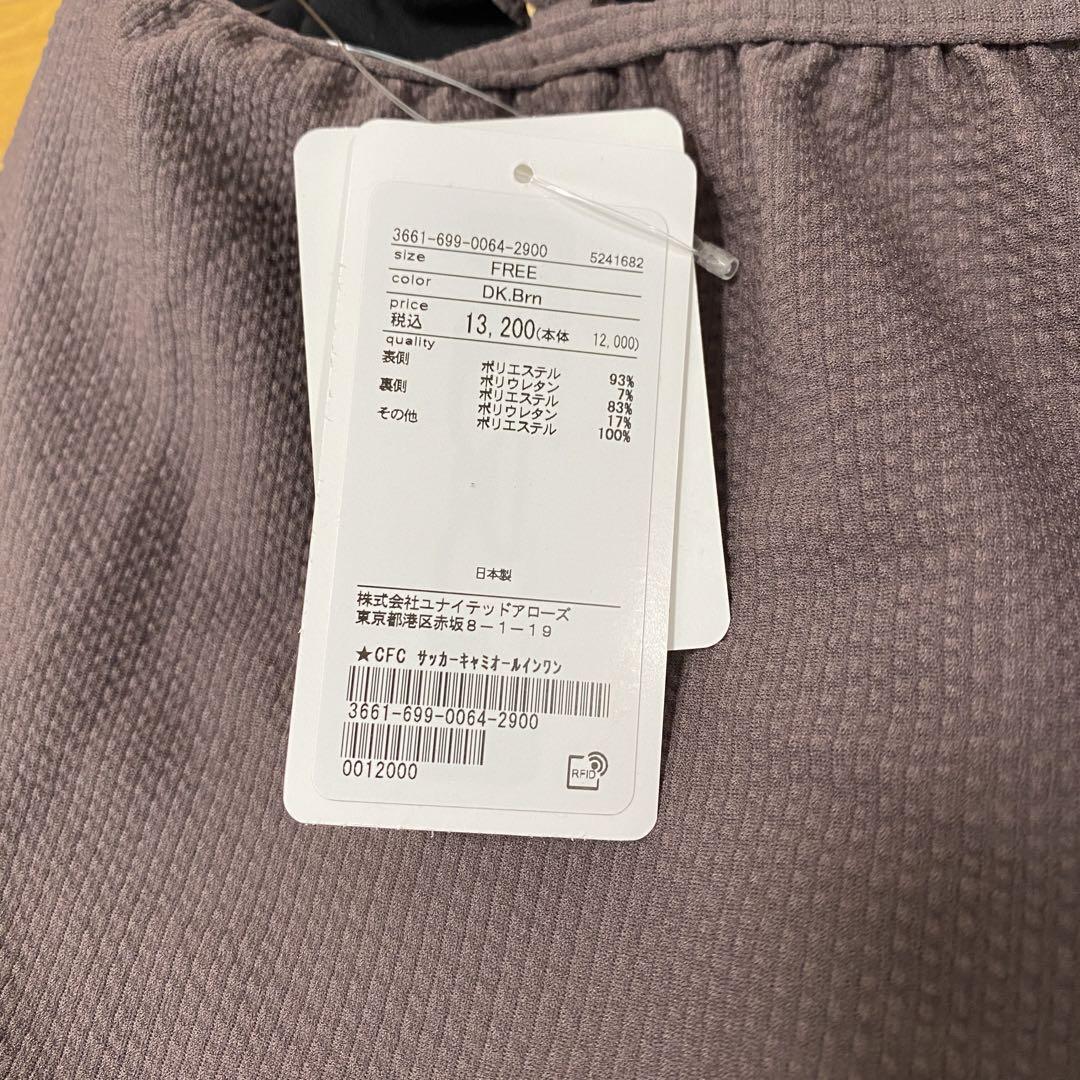 3661-699-0064-2900 5241682
size FREE
color DK.Brn
price
税込 13,200(本体 12,000)
quality
表側 ポリエステル 93%
ポリウレタン 7%
裏側 ポリエステル 83%
ポリウレタン 17%
その他 ポリエステル 100%
日本製
株式会社ユナイテッドアローズ
東京都港区赤坂8-1-19
★CFC サッカーキャミオールインワン
3661-699-0064-2900
0012000
RFID